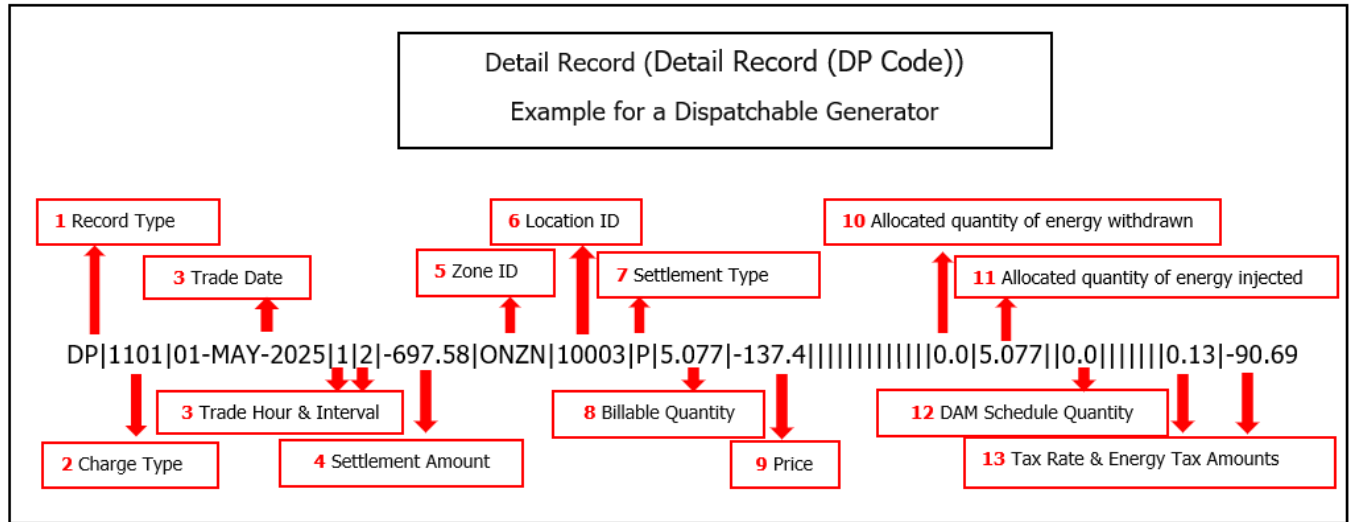 Detail Record (Detail Record (DP Code))
Example for a Dispatchable Generator
1 Record Type
6 Location ID
10 Allocated quantity of energy withdrawn
3 Trade Date
5 Zone ID
7 Settlement Type
11 Allocated quantity of energy injected
DP|1101|01-MAY-2025|1|2|-697.58|ONZN|10003|P|5.077|-137.4|||||||||||||0.0|5.077||0.0|||||||0.13|-90.69
3 Trade Hour & Interval
8 Billable Quantity
12 DAM Schedule Quantity
2 Charge Type
4 Settlement Amount
9 Price
13 Tax Rate & Energy Tax Amounts